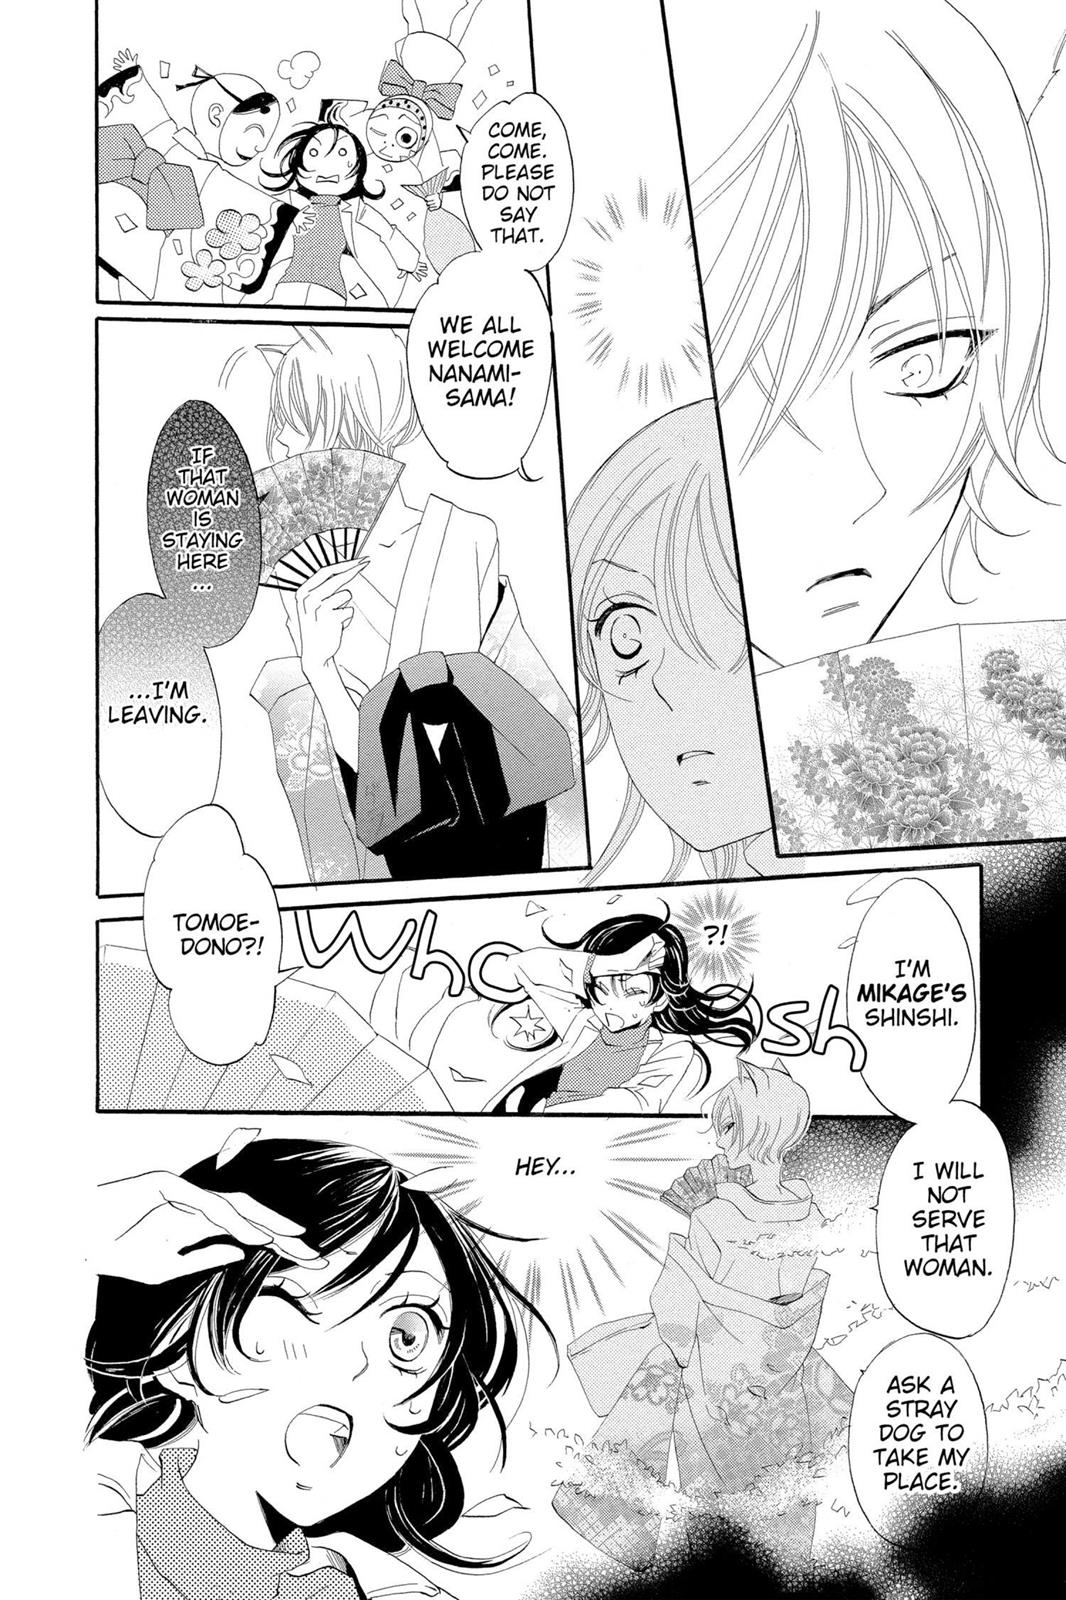 COME,
COME.
PLEASE
DO NOT
SAY
THAT.
WE ALL
WELCOME
NANAMI-
SAMA!
IF
THAT
WOMAN
IS
STAYING
HERE
...
...I'M
LEAVING.
TOMOE-
DONO?!
?!
WhOOsh
I'M
MIKAGE'S
SHINSHI.
I WILL
NOT
SERVE
THAT
WOMAN.
HEY...
ASK A
STRAY
DOG TO
TAKE MY
PLACE.